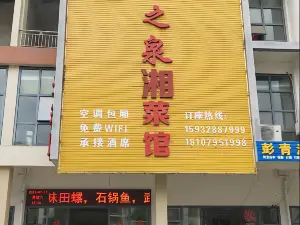 之泉湘菜馆
空调包厢
免费WIFI
承接酒席
订座热线:
15932887999
18107951998
彭青
味田螺，石锅鱼，